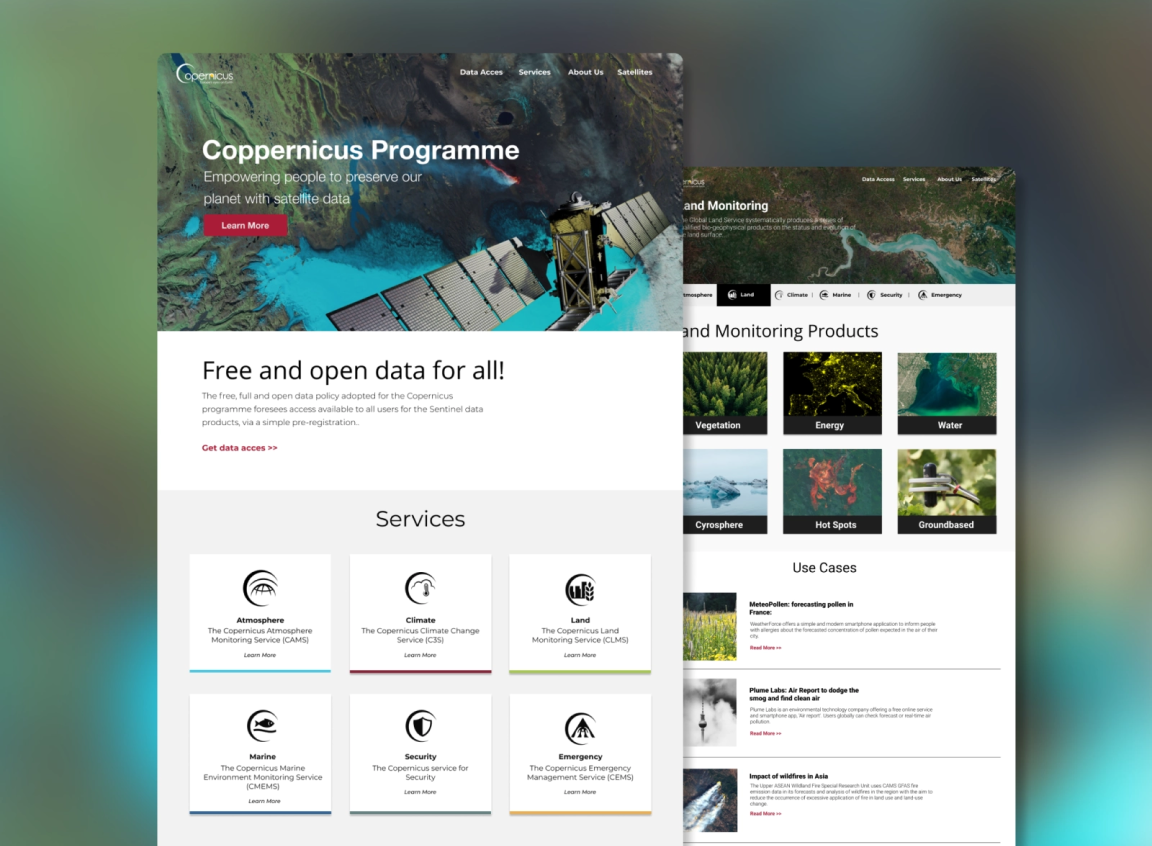 Copernicus
Data Acces
Services
About Us
Satellites
Coppernicus Programme
Empowering people to preserve our
planet with satellite data
Learn More
Free and open data for all!
The free, full and open data policy adopted for the Copernicus
programme foresees access available to all users for the Sentinel data
products, via a simple pre-registration..
Get data acces >>
Services
Atmosphere
The Copernicus Atmosphere
Monitoring Service (CAMS)
Learn More
Climate
The Copernicus Climate Change
Service (C3S)
Learn More
Land
The Copernicus Land
Monitoring Service (CLMS)
Learn More
Marine
The Copernicus Marine
Environment Monitoring Service
(CMEMS)
Learn More
Security
The Copernicus service for
Security
Learn More
Emergency
The Copernicus Emergency
Management Service (CEMS)
Learn More
rnicus
Data Access
Services
About Us
Satellites
and Monitoring
e Global Land Service systematically produces a series of
ualified bio-geophysical products on the status and evolution of
e land surface...
tmosphere
Land
Climate |
Marine |
Security |
Emergency
and Monitoring Products
Vegetation
Energy
Water
Cyrosphere
Hot Spots
Groundbased
Use Cases
MeteoPollen: forecasting pollen in
France:
WeatherForce offers a simple and modern smartphone application to inform people
with allergies about the forecasted concentration of pollen expected in the air of their
city.
Read More >>
Plume Labs: Air Report to dodge the
smog and find clean air
Plume Labs is an environmental technology company offering a free online service
and smartphone app. 'Air report'. Users globally can check forecast or real-time air
pollution.
Read More >>
Impact of wildfires in Asia
The Upper ASEAN Wildland Fire Special Research Unit uses CAMS GFAS fire
emission data in its forecasts and analysis of wildfires in the region with the aim to
reduce the occurrence of excessive application of fire in land use and land use
change.
Read More >>